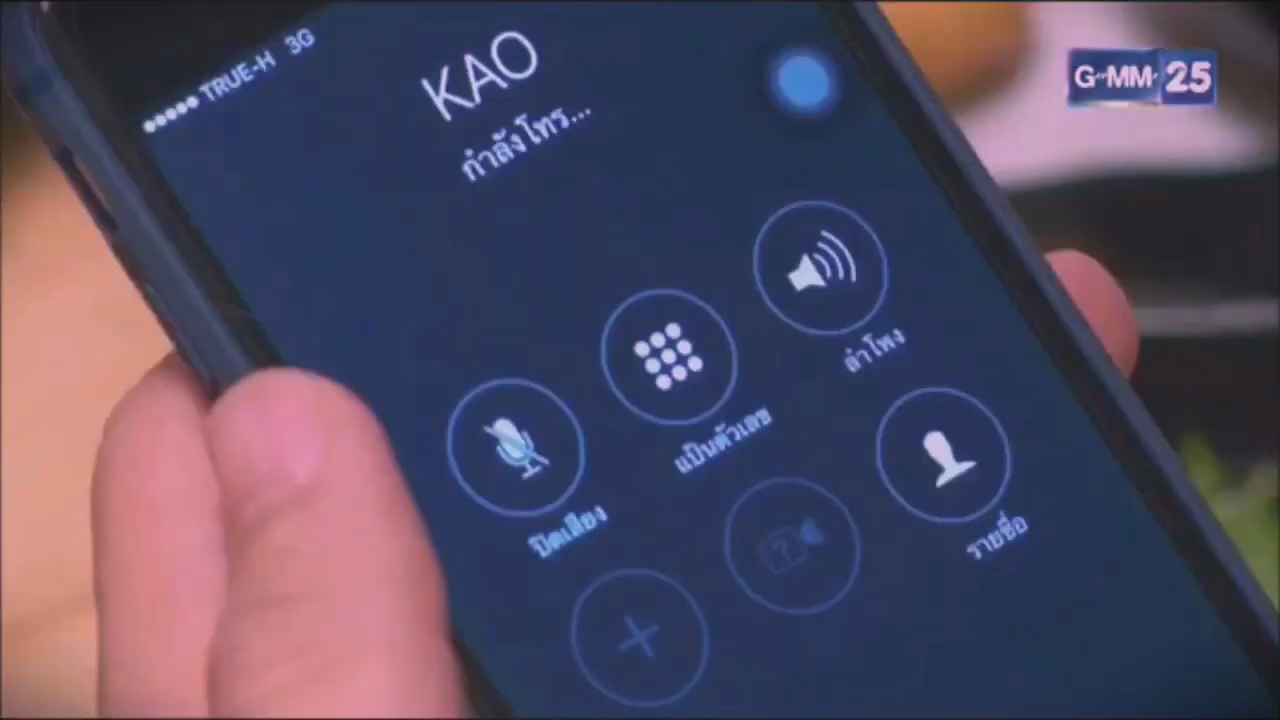 TRUE-H 3G
KAO
กำลังโทร...
GMM 25
ปิดเสียง
แป้นตัวเลข
ลำโพง
รายชื่อ
?